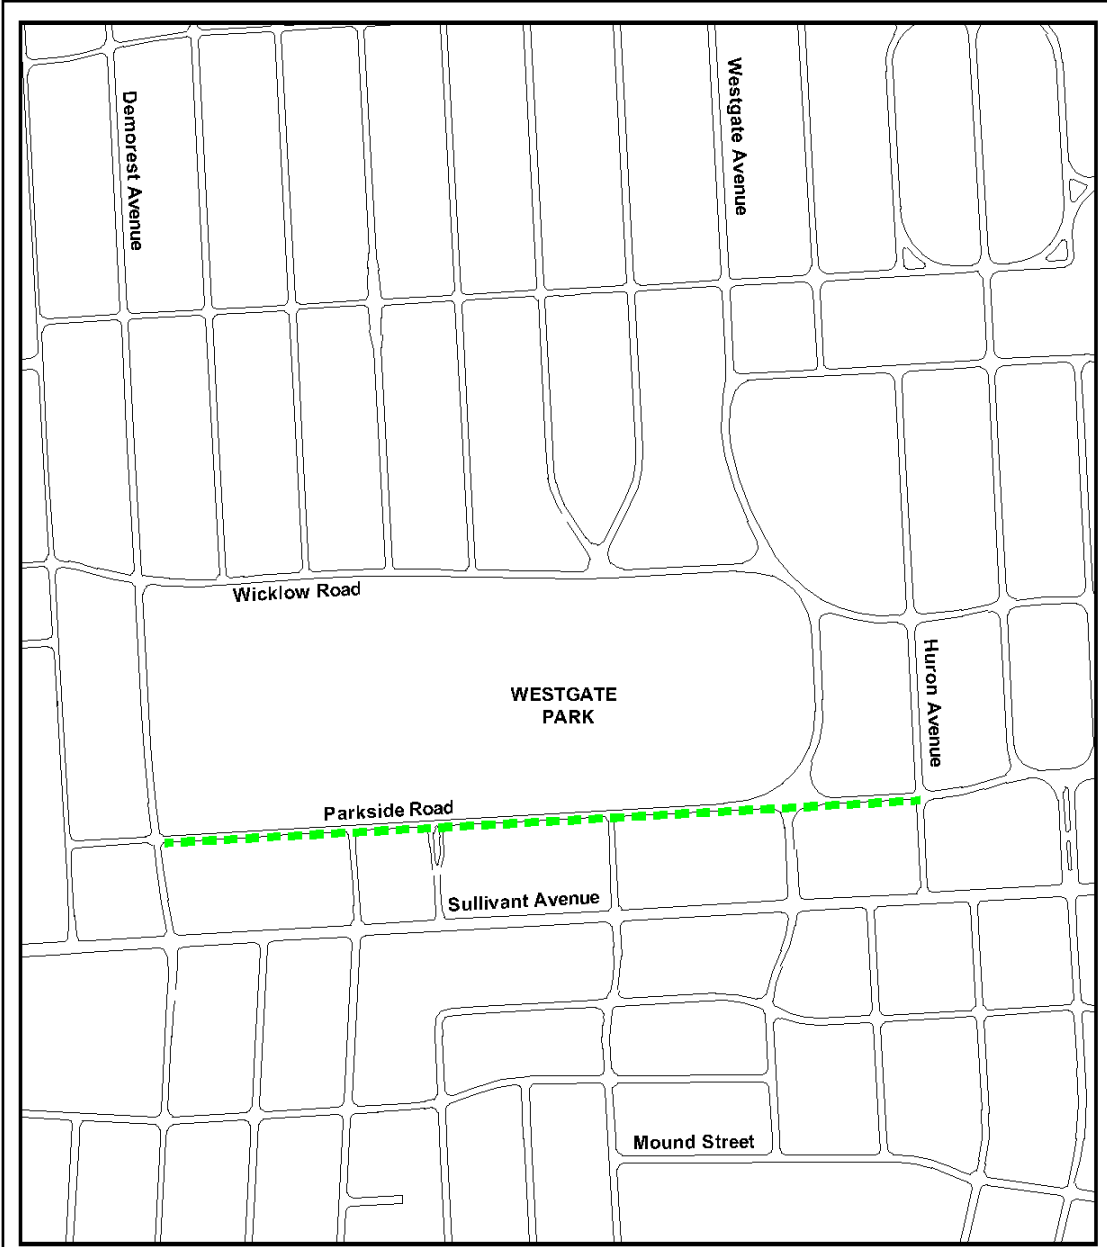 Demorest Avenue
Westgate Avenue
Wicklow Road
WESTGATE
PARK
Huron Avenue
Parkside Road
Sullivant Avenue
Mound Street